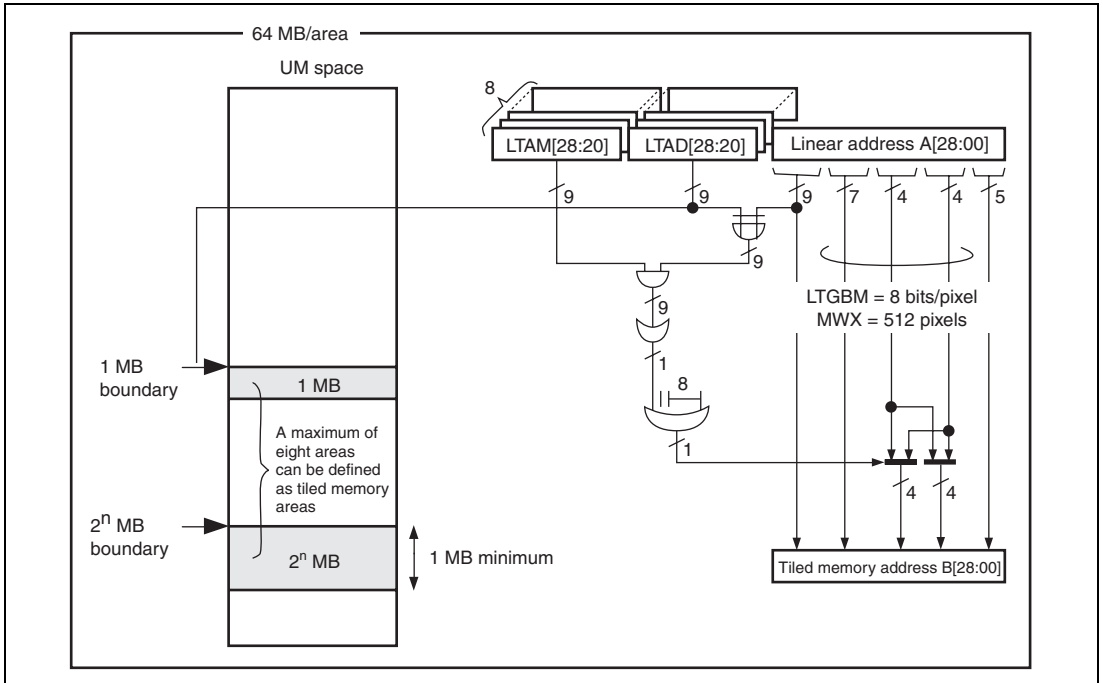 64 MB/area
UM space
8
LTAM[28:20]
LTAD[28:20]
Linear address A[28:00]
9
9
9
7
4
4
5
9
LTGBM = 8 bits/pixel
MWX = 512 pixels
9
1
8
1
4
4
1 MB
boundary
1 MB
A maximum of
eight areas
can be defined
as tiled memory
areas
2ⁿ MB
boundary
2ⁿ MB
1 MB minimum
Tiled memory address B[28:00]